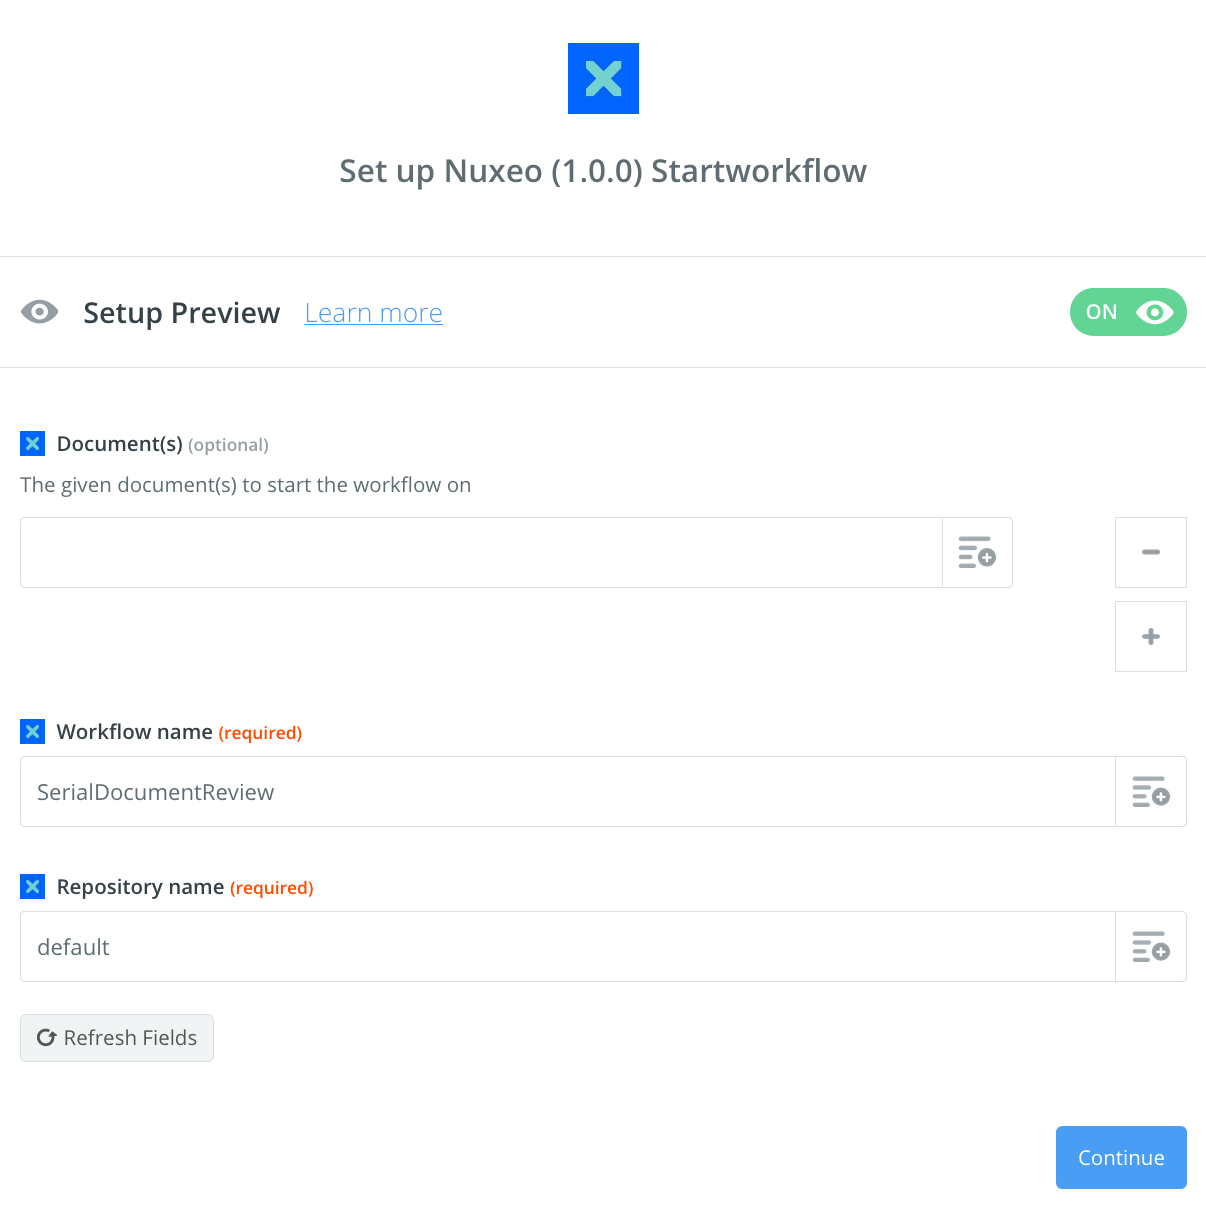 Set up Nuxeo (1.0.0) Startworkflow
Setup Preview Learn more ON
Document(s) (optional)
The given document(s) to start the workflow on
Workflow name (required)
SerialDocumentReview
Repository name (required)
default
Refresh Fields
Continue